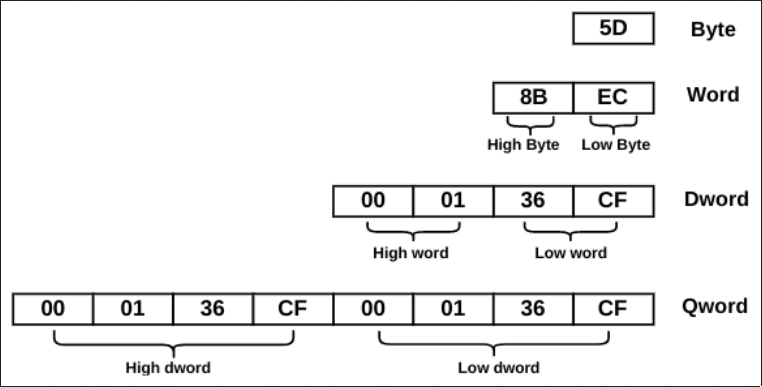 5D Byte
8B EC Word
High Byte Low Byte
00 01 36 CF Dword
High word Low word
00 01 36 CF 00 01 36 CF Qword
High dword Low dword